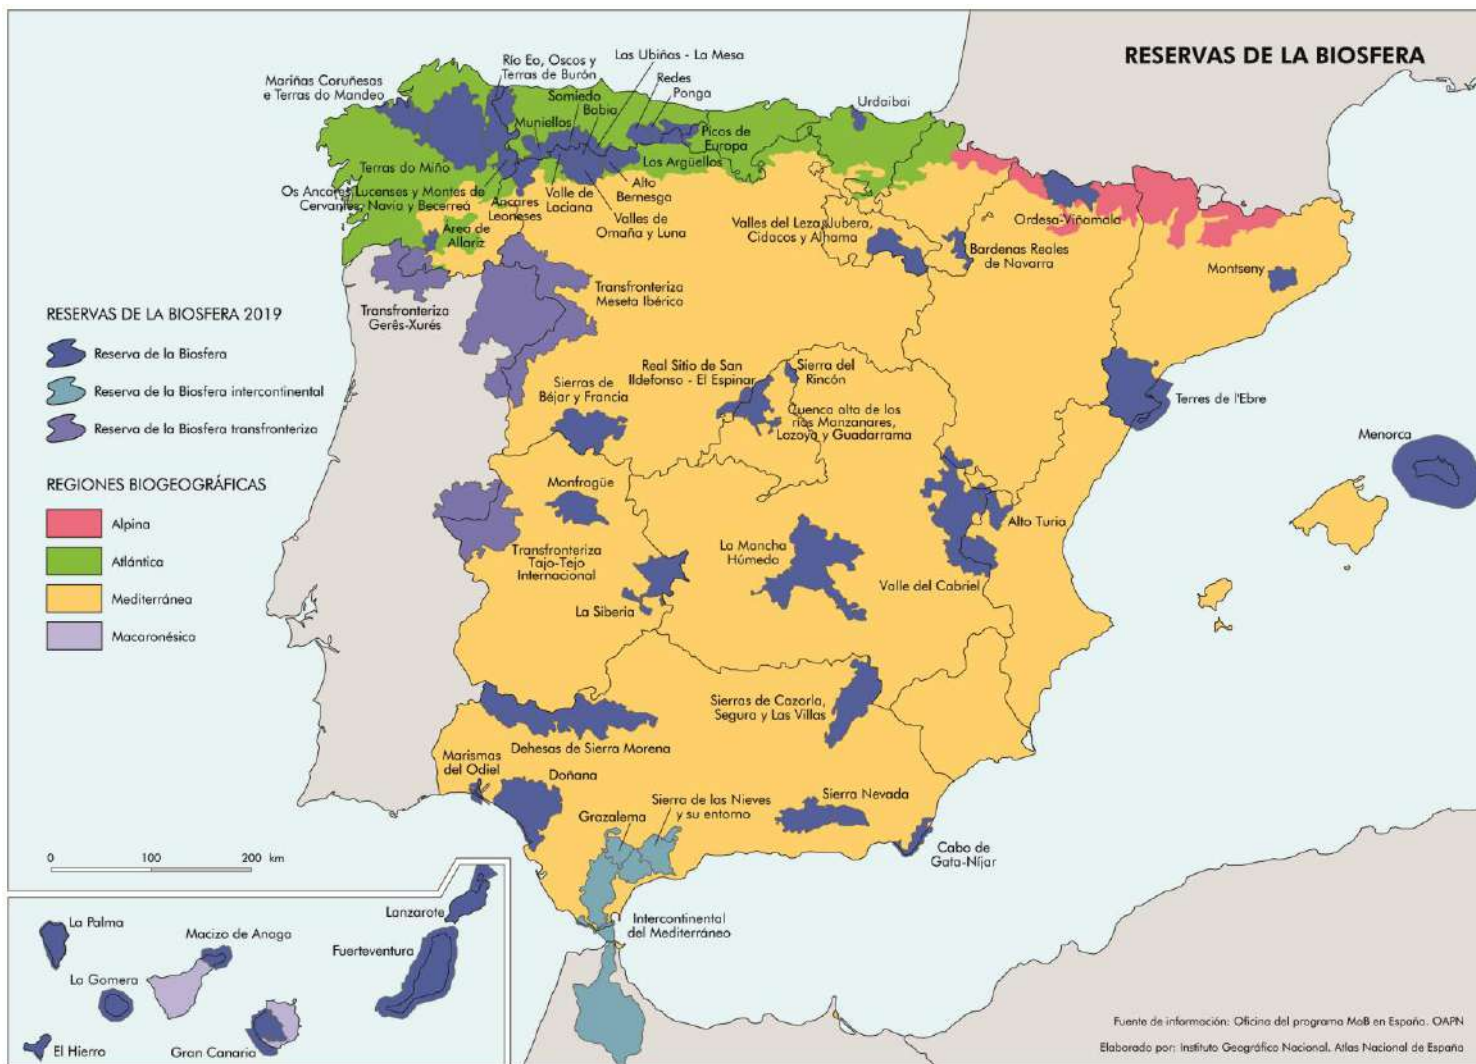 RESERVAS DE LA BIOSFERA
Mariñas Coruñesas
e Terras do Mandeo
Río Eo, Oscos y
Terras de Burón
Las Ubiñas - La Mesa
Redes
Ponga
Somiedo
Babia
Muniellos
Picos de
Europa
Urdaibai
Terras do Miño
Los Argüellos
Os Ancares Lucenses y Montes de
Cervantes, Navia y Becerreá
Ancares
Leoneses
Valle de
Laciana
Alto
Bernesga
Valles de
Omaña y Luna
Área de
Allariz
Valles del Leza, Jubera,
Cidacos y Alhama
Ordesa-Viñamala
Bardenas Reales
de Navarra
Montseny
Transfronteriza
Gerês-Xurés
Transfronteriza
Meseta Ibérica
RESERVAS DE LA BIOSFERA 2019
Reserva de la Biosfera
Reserva de la Biosfera intercontinental
Reserva de la Biosfera transfronteriza
REGIONES BIOGEOGRÁFICAS
Alpina
Atlántica
Mediterránea
Macaronésica
Sierras de
Béjar y Francia
Real Sitio de San
Ildefonso - El Espinar
Sierra del
Rincón
Cuenca alta de los
ríos Manzanares,
Lozoya y Guadarrama
Terres de l'Ebre
Menorca
Monfragüe
Transfronteriza
Tajo-Tejo
Internacional
La Mancha
Húmeda
Alto Turia
Valle del Cabriel
La Siberia
Sierras de Cazorla,
Segura y Las Villas
Dehesas de Sierra Morena
Marismas
del Odiel
Doñana
Sierra de las Nieves
y su entorno
Grazalema
Sierra Nevada
Cabo de
Gata-Níjar
Intercontinental
del Mediterráneo
0 100 200 km
La Palma
Macizo de Anaga
Lanzarote
Fuerteventura
La Gomera
El Hierro
Gran Canaria
Fuente de información: Oficina del programa MaB en España. OAPN
Elaborado por: Instituto Geográfico Nacional. Atlas Nacional de España